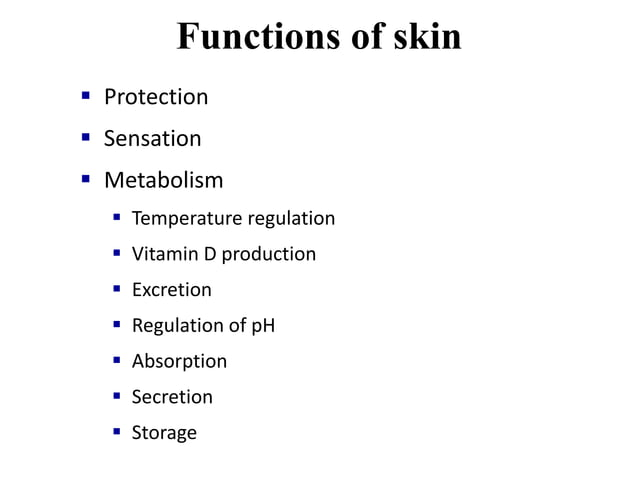 Functions of skin
▪ Protection
▪ Sensation
▪ Metabolism
▪ Temperature regulation
▪ Vitamin D production
▪ Excretion
▪ Regulation of pH
▪ Absorption
▪ Secretion
▪ Storage